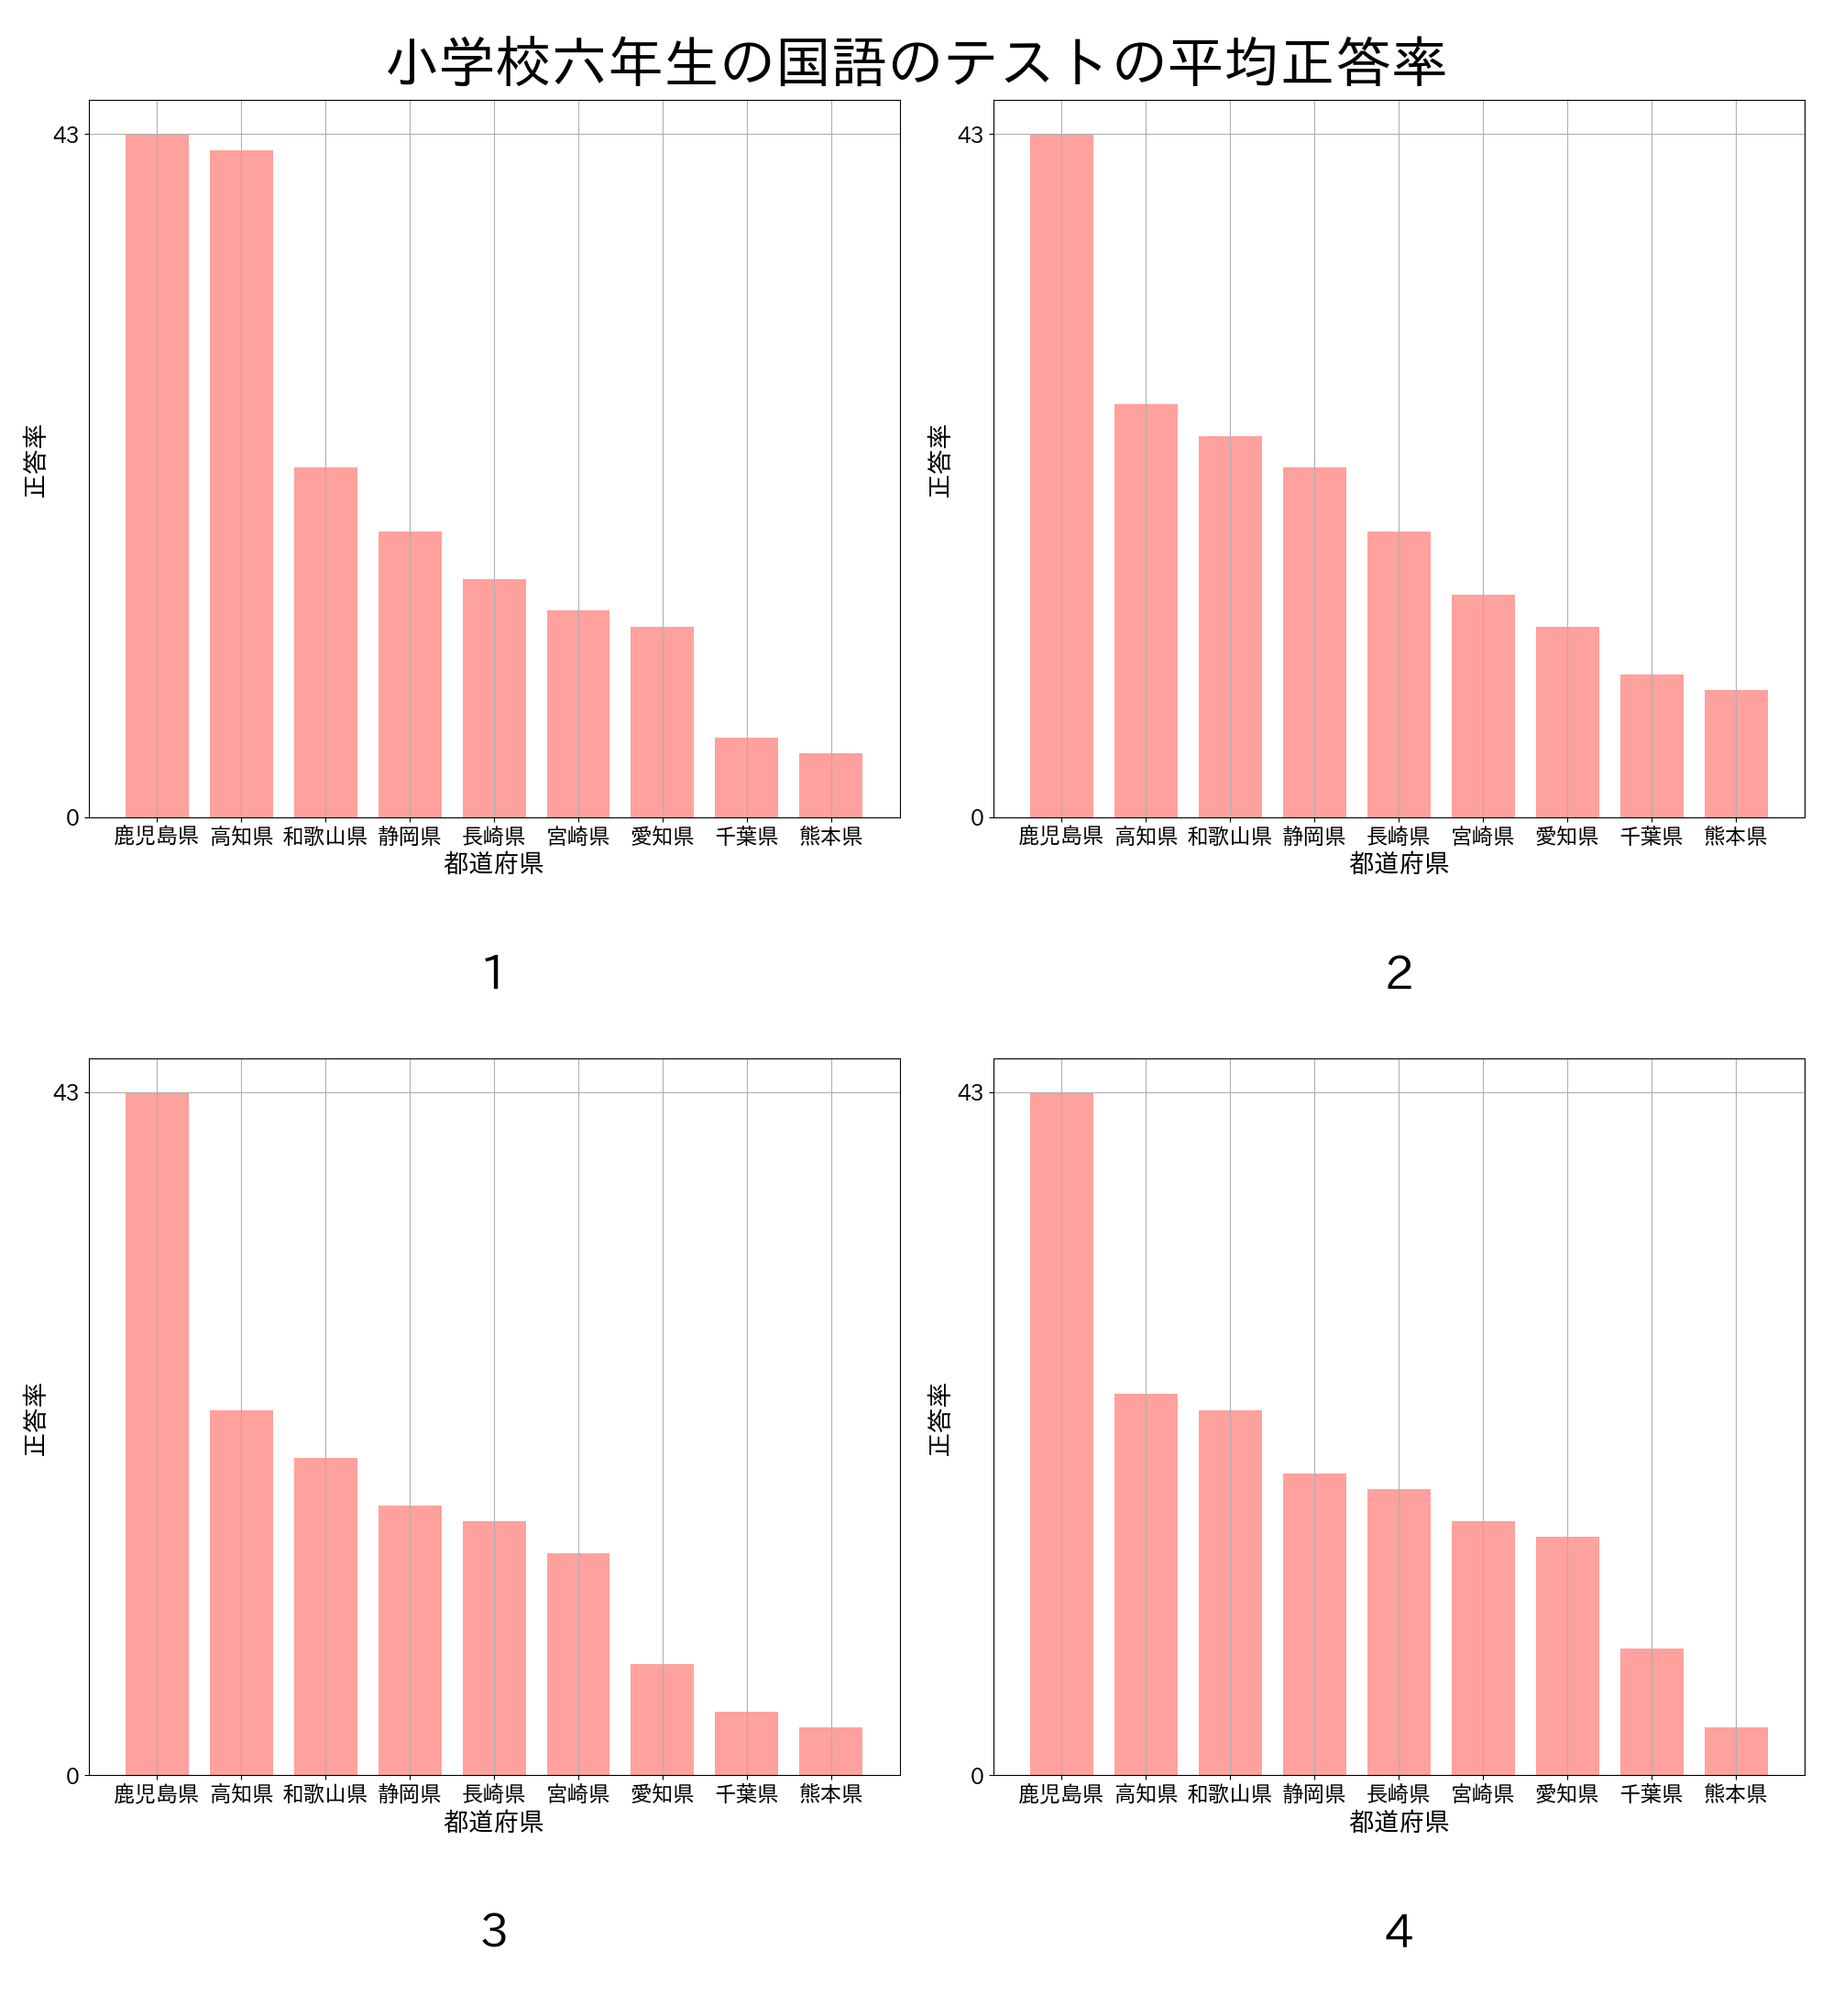 小学校六年生の国語のテストの平均正答率
43
0
正答率
鹿児島県 高知県 和歌山県 静岡県 長崎県 宮崎県 愛知県 千葉県 熊本県
都道府県
1
43
0
正答率
鹿児島県 高知県 和歌山県 静岡県 長崎県 宮崎県 愛知県 千葉県 熊本県
都道府県
2
43
0
正答率
鹿児島県 高知県 和歌山県 静岡県 長崎県 宮崎県 愛知県 千葉県 熊本県
都道府県
3
43
0
正答率
鹿児島県 高知県 和歌山県 静岡県 長崎県 宮崎県 愛知県 千葉県 熊本県
都道府県
4